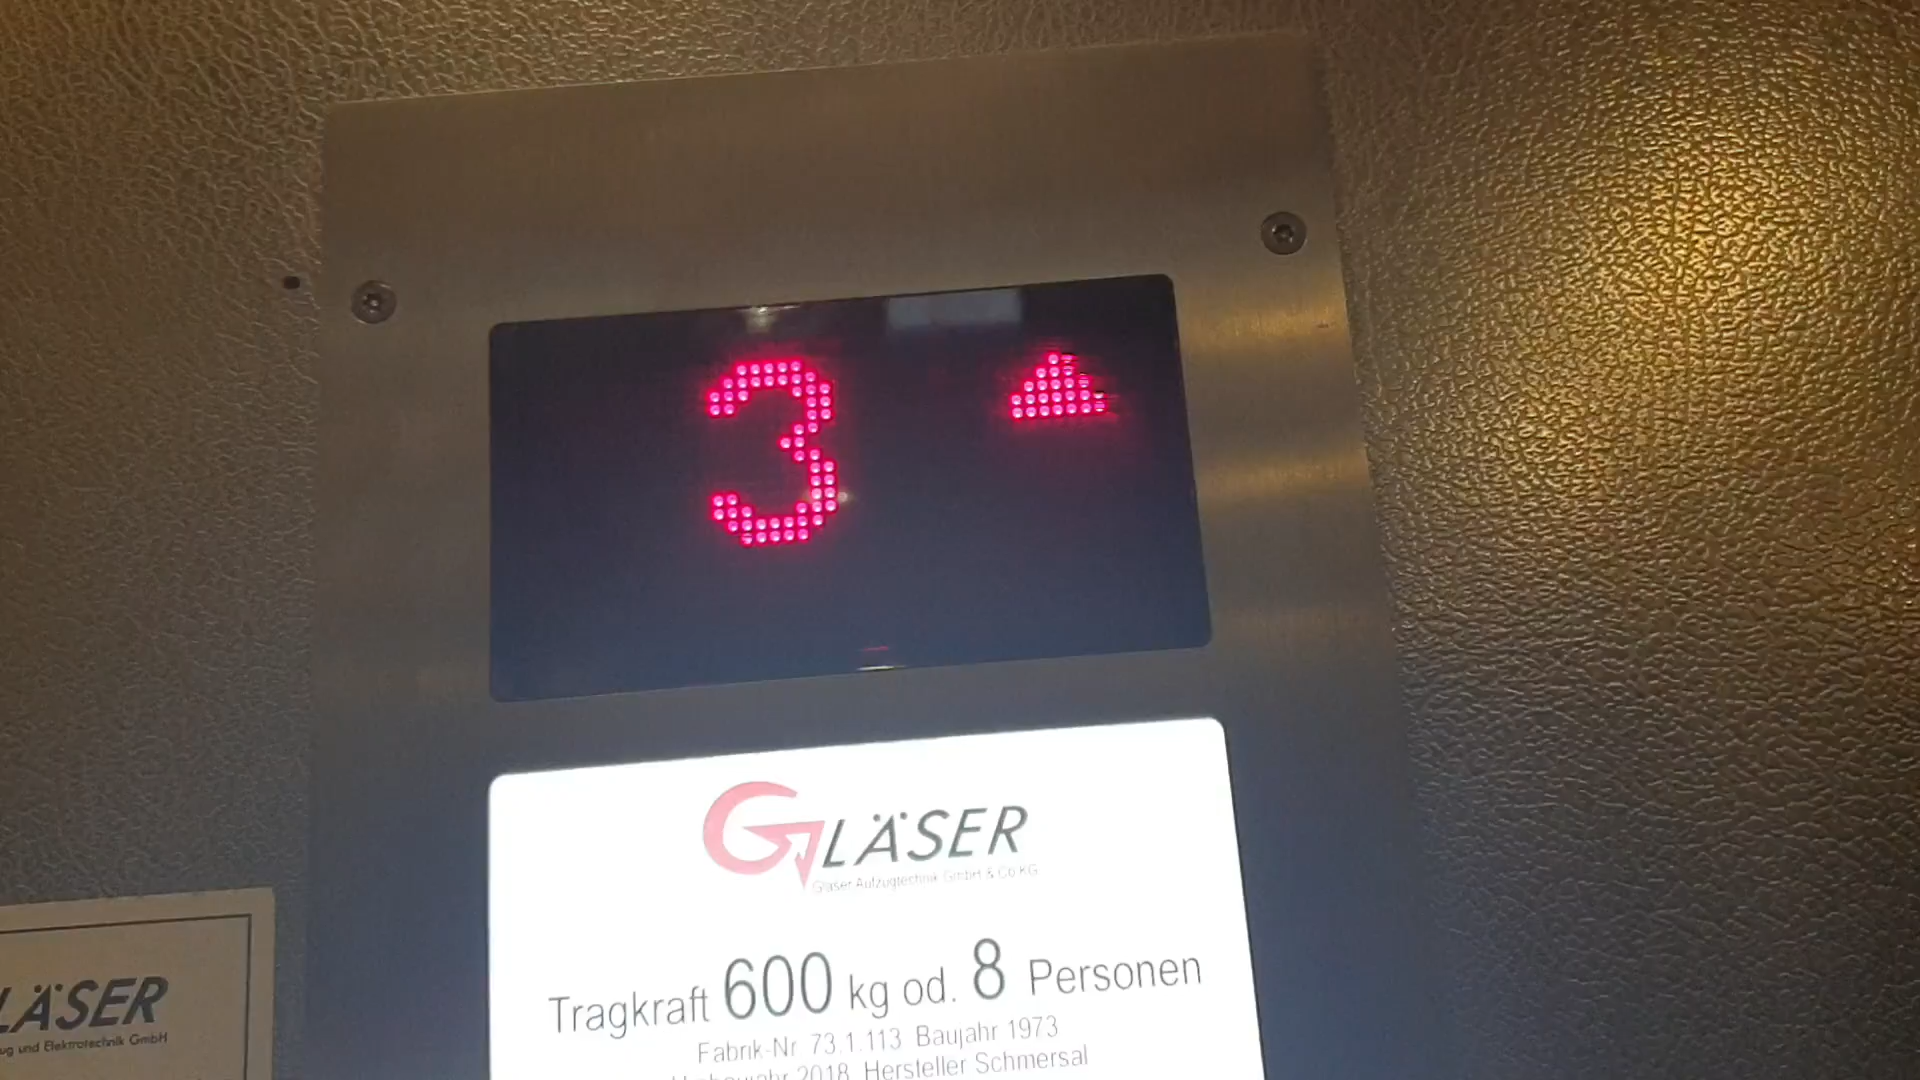 3
GLÄSER
Gläser Aufzugtechnik GmbH & Co KG
Tragkraft 600 kg od. 8 Personen
Fabrik-Nr 73.1.113 Baujahr 1973
2018 Hersteller Schmersal
LÄSER
ug und Elektrotechnik GmbH